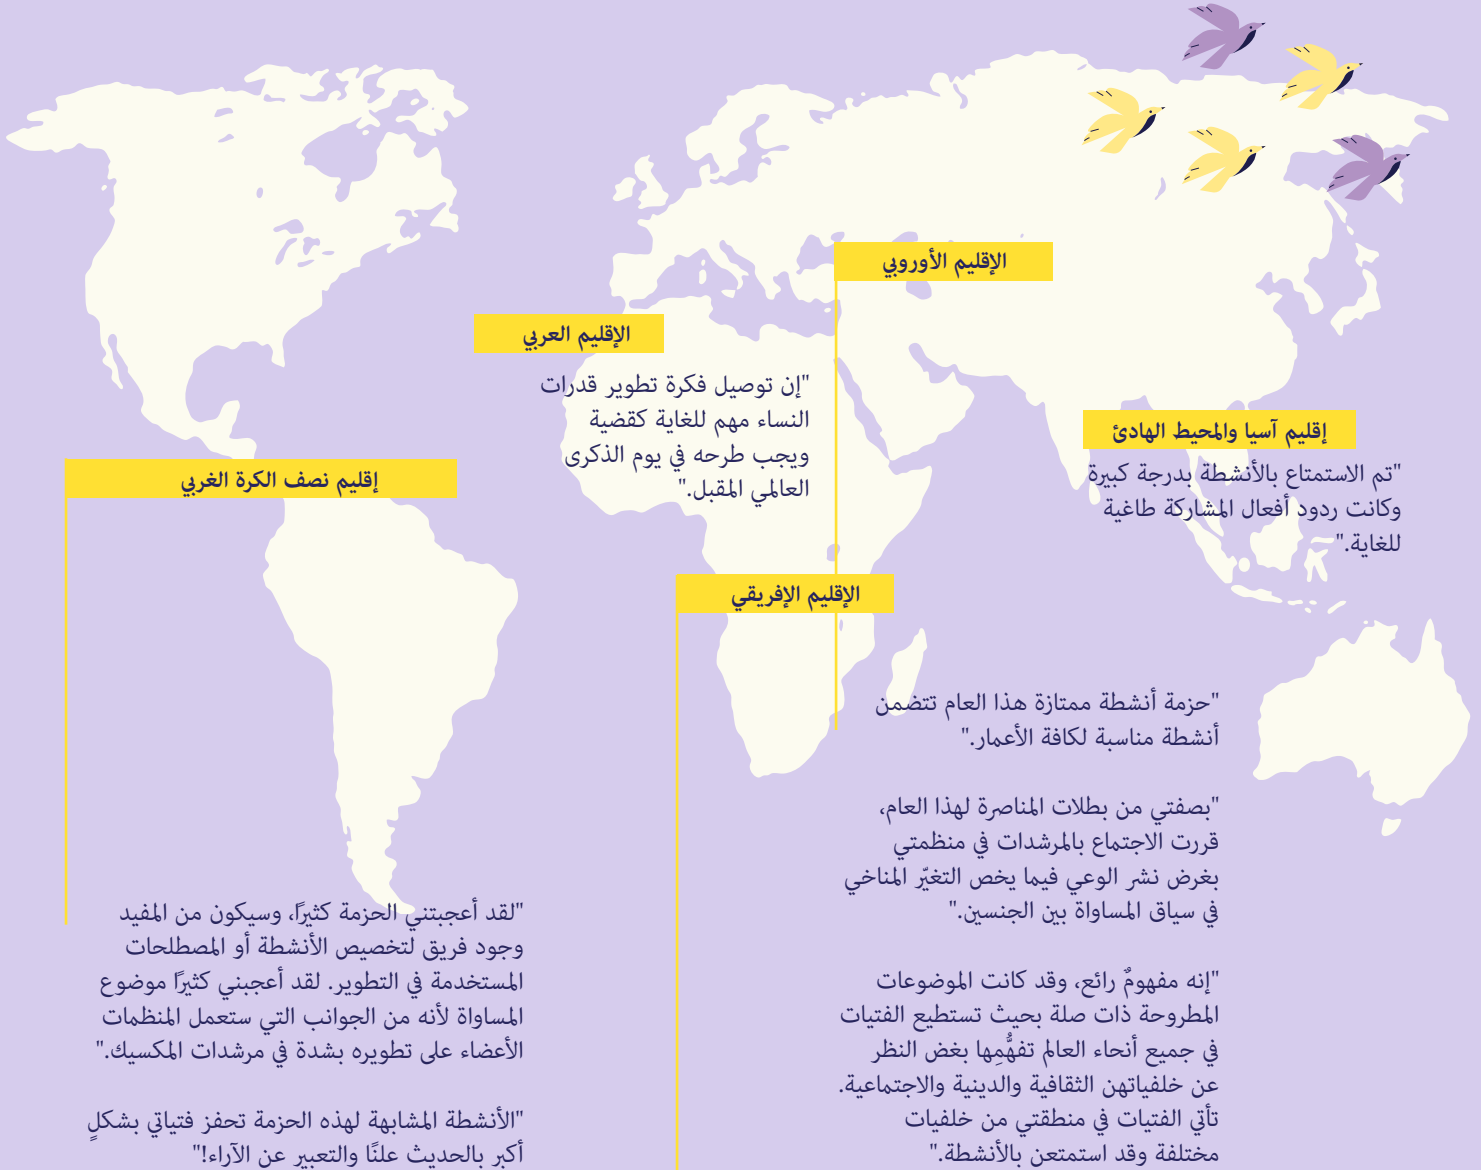 الإقليم الأوروبي
الإقليم العربي
"إن توصيل فكرة تطوير قدرات
النساء مهم للغاية كقضية
ويجب طرحه في يوم الذكرى
العالمي المقبل."
إقليم آسيا والمحيط الهادئ
"تم الاستمتاع بالأنشطة بدرجة كبيرة
وكانت ردود أفعال المشاركة طاغية
للغاية."
إقليم نصف الكرة الغربي
الإقليم الإفريقي
"حزمة أنشطة ممتازة هذا العام تتضمن
أنشطة مناسبة لكافة الأعمار."
"بصفتي من بطلات المناصرة لهذا العام،
قررت الاجتماع بالمرشدات في منظمتي
بغرض نشر الوعي فيما يخص التغيّر المناخي
في سياق المساواة بين الجنسين."
"إنه مفهومٌ رائع، وقد كانت الموضوعات
المطروحة ذات صلة بحيث تستطيع الفتيات
في جميع أنحاء العالم تفهُّمِها بغض النظر
عن خلفياتهن الثقافية والدينية والاجتماعية.
تأتي الفتيات في منطقتي من خلفيات
مختلفة وقد استمتعن بالأنشطة."
"لقد أعجبتني الحزمة كثيرًا، وسيكون من المفيد
وجود فريق لتخصيص الأنشطة أو المصطلحات
المستخدمة في التطوير. لقد أعجبني كثيرًا موضوع
المساواة لأنه من الجوانب التي ستعمل المنظمات
الأعضاء على تطويره بشدة في مرشدات المكسيك."
"الأنشطة المشابهة لهذه الحزمة تحفز فتياتي بشكلٍ
أكبر بالحديث علنًا والتعبير عن الآراء!"